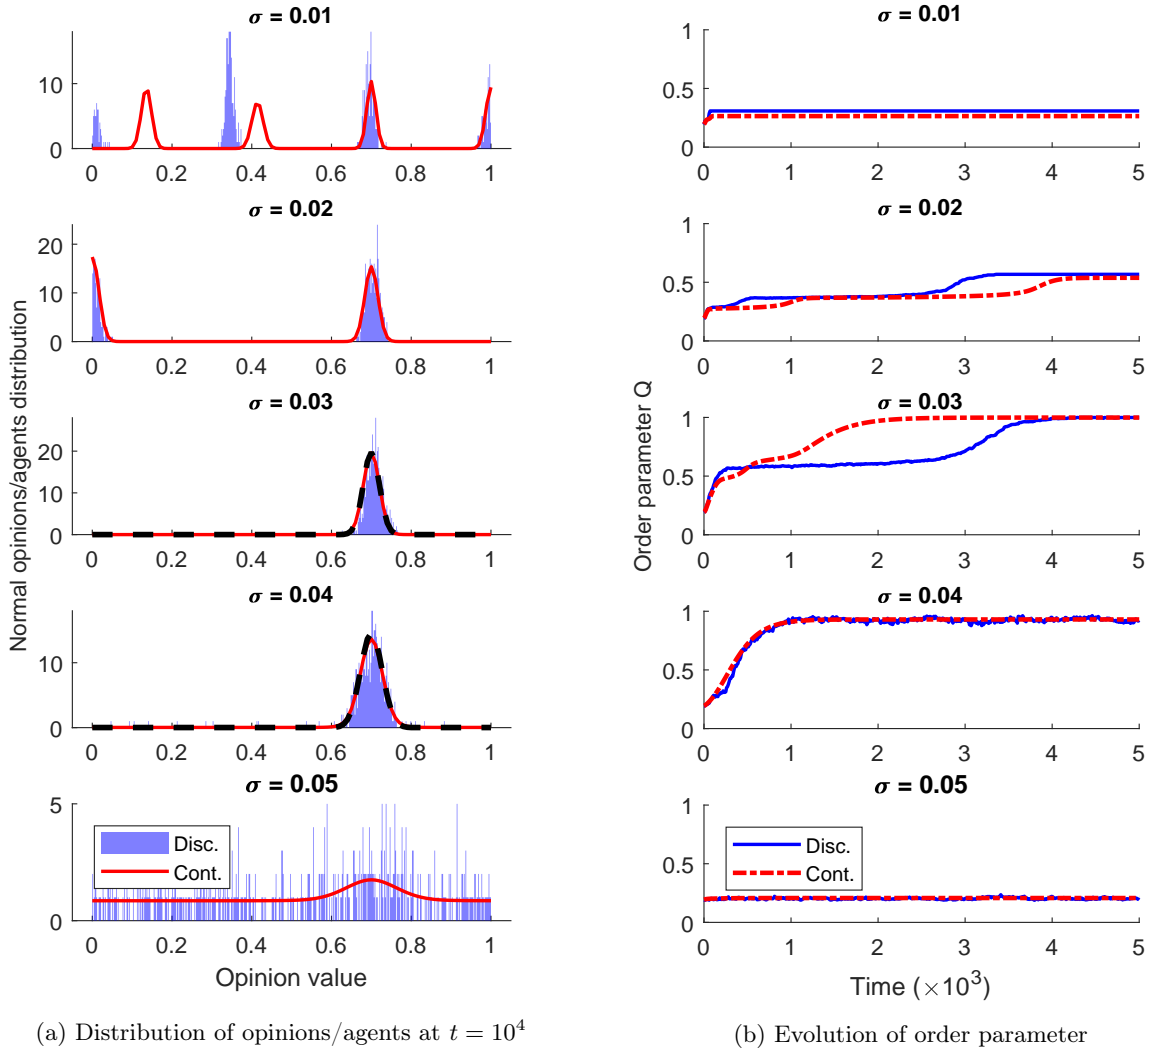 σ = 0.01
10
0
0 0.2 0.4 0.6 0.8 1
σ = 0.02
20
10
0
0 0.2 0.4 0.6 0.8 1
σ = 0.03
20
10
0
0 0.2 0.4 0.6 0.8 1
σ = 0.04
10
0
0 0.2 0.4 0.6 0.8 1
σ = 0.05
5
0
Disc.
Cont.
0 0.2 0.4 0.6 0.8 1
Opinion value
Normal opinions/agents distribution
(a) Distribution of opinions/agents at t = 10⁴
σ = 0.01
1
0.5
0
0 1 2 3 4 5
σ = 0.02
1
0.5
0
0 1 2 3 4 5
σ = 0.03
1
0.5
0
0 1 2 3 4 5
σ = 0.04
1
0.5
0
0 1 2 3 4 5
σ = 0.05
1
0.5
0
Disc.
Cont.
0 1 2 3 4 5
Time (×10³)
Order parameter Q
(b) Evolution of order parameter